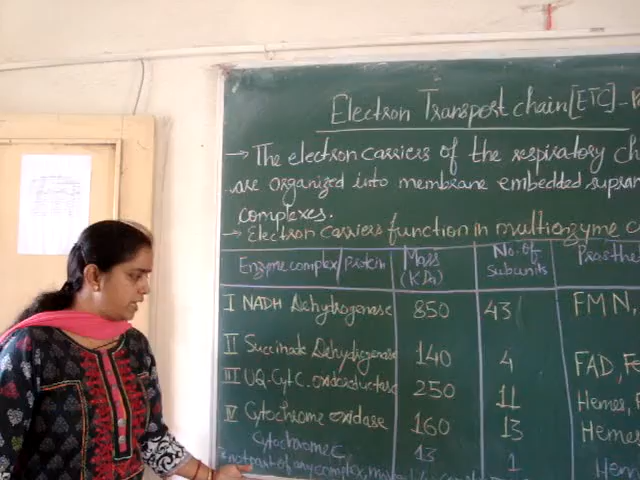 Electron Transport chain [ETC] -
→ The electron carriers of the respiratory ch
are organized into membrane embedded supram
complexes.
→ Electron carriers function in multienzyme c
Enzyme complex/Protein Mass (KDa) No. of Subunits Prosthe
I NADH Dehydrogenase 850 43 FMN,
II Succinate Dehydrogenase 140 4 FAD, Fe
III UQ-Cyt C. oxidoreductase 250 11 Hemes, F
IV Cytochrome oxidase 160 13 Hemes
Cytochrome C 13 1 Hem
* not part of any complex,